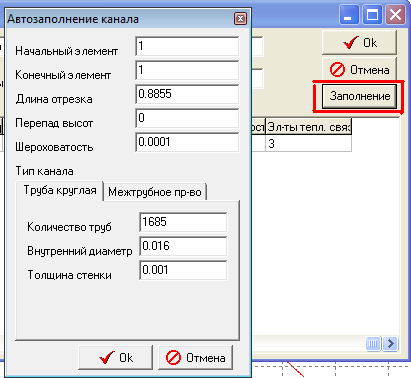 Автозаполнение канала
Начальный элемент 1
Конечный элемент 1
Длина отрезка 0.8855
Перепад высот 0
Шероховатость 0.0001
Тип канала
Труба круглая Межтрубное пр-во
Количество труб 1685
Внутренний диаметр 0.016
Толщина стенки 0.001
Ok Отмена
Ok
Отмена
Заполнение
Эл-ты тепл. связ
3